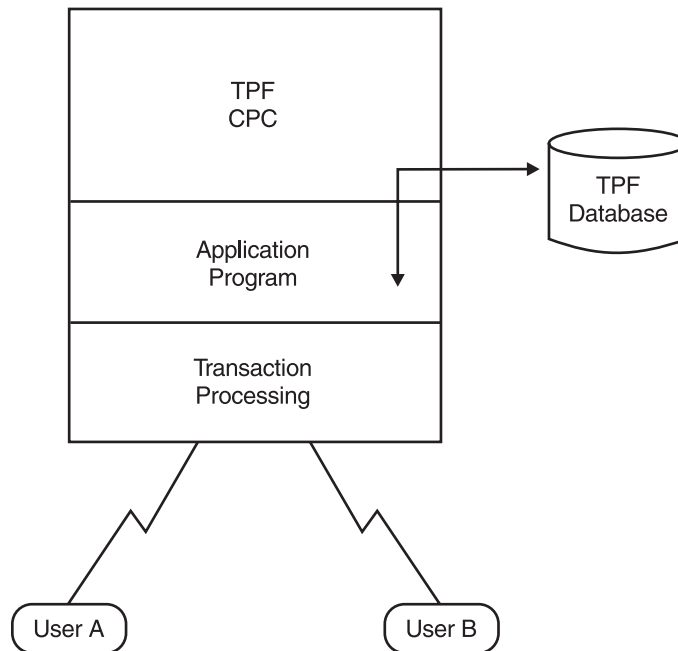 TPF
CPC
TPF
Database
Application
Program
Transaction
Processing
User A
User B